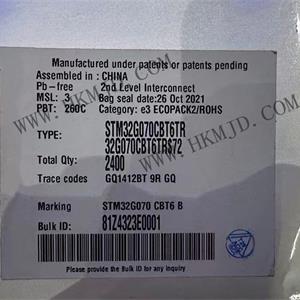 Manufactured under patents or patents pending
Assembled in : CHINA
Pb-free 2nd Level Interconnect
MSL: 3 Bag seal date:26 Oct 2021
PBT: 260C Category: e3 ECOPACK2/ROHS
TYPE: STM32G070CBT6TR
32G070CBT6TR$72
Total Qty: 2400
Trace codes GQ1412BT 9R GQ
Marking STM32G070 CBT6 B
Bulk ID: 81Z4323E0001
Please provide the Bulk ID for any inquiry
WWW.HKMJD.COM